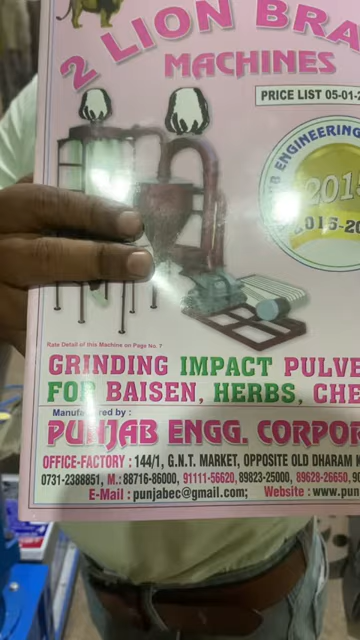 2 LION BRA
MACHINES
PRICE LIST 05-01-2
ENGINEERING
2015
2015-20
Rate Detail of this Machine on Page No. 7
GRINDING IMPACT PULVE
FOR BAISEN, HERBS, CHE
Manufactured by :
PUNJAB ENGG. CORPOR
OFFICE-FACTORY : 144/1, G.N.T. MARKET, OPPOSITE OLD DHARAM K
0731-2388851, M.: 88716-86000, 91111-56620, 89823-25000, 89628-26650, 90
E-Mail : punjabec@gmail.com; Website : www.pun